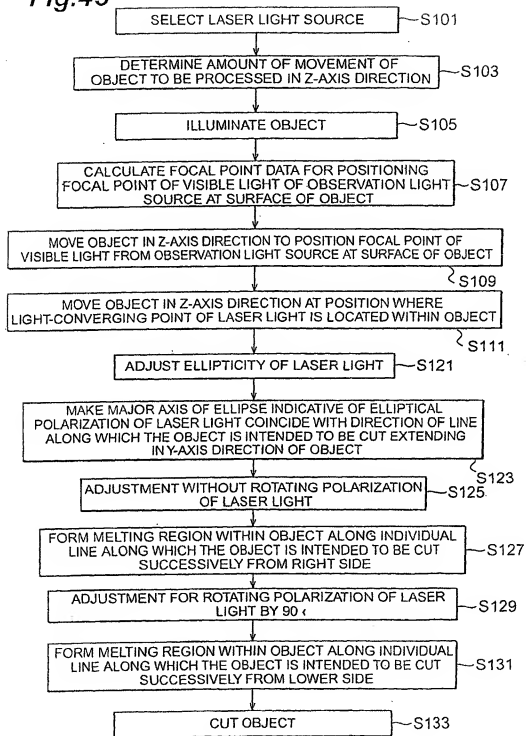 Fig.45
SELECT LASER LIGHT SOURCE
S101
DETERMINE AMOUNT OF MOVEMENT OF
OBJECT TO BE PROCESSED IN Z-AXIS DIRECTION
S103
ILLUMINATE OBJECT
S105
CALCULATE FOCAL POINT DATA FOR POSITIONING
FOCAL POINT OF VISIBLE LIGHT OF OBSERVATION LIGHT
SOURCE AT SURFACE OF OBJECT
S107
MOVE OBJECT IN Z-AXIS DIRECTION TO POSITION FOCAL POINT OF
VISIBLE LIGHT FROM OBSERVATION LIGHT SOURCE AT SURFACE OF OBJECT
S109
MOVE OBJECT IN Z-AXIS DIRECTION AT POSITION WHERE
LIGHT-CONVERGING POINT OF LASER LIGHT IS LOCATED WITHIN OBJECT
S111
ADJUST ELLIPTICITY OF LASER LIGHT
S121
MAKE MAJOR AXIS OF ELLIPSE INDICATIVE OF ELLIPTICAL
POLARIZATION OF LASER LIGHT COINCIDE WITH DIRECTION OF LINE
ALONG WHICH THE OBJECT IS INTENDED TO BE CUT EXTENDING
IN Y-AXIS DIRECTION OF OBJECT
S123
ADJUSTMENT WITHOUT ROTATING POLARIZATION
OF LASER LIGHT
S125
FORM MELTING REGION WITHIN OBJECT ALONG INDIVIDUAL
LINE ALONG WHICH THE OBJECT IS INTENDED TO BE CUT
SUCCESSIVELY FROM RIGHT SIDE
S127
ADJUSTMENT FOR ROTATING POLARIZATION OF LASER
LIGHT BY 90
S129
FORM MELTING REGION WITHIN OBJECT ALONG INDIVIDUAL
LINE ALONG WHICH THE OBJECT IS INTENDED TO BE CUT
SUCCESSIVELY FROM LOWER SIDE
S131
CUT OBJECT
S133